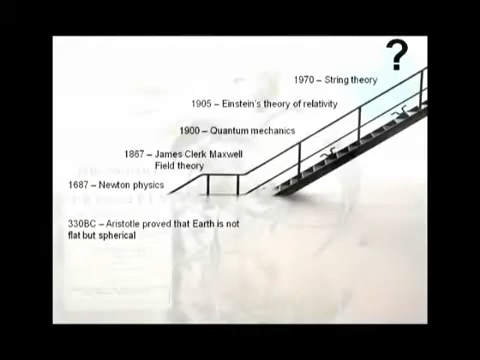 ?
1970 – String theory
1905 – Einstein's theory of relativity
1900 – Quantum mechanics
1867 – James Clerk Maxwell
Field theory
1687 – Newton physics
330BC – Aristotle proved that Earth is not
flat but spherical